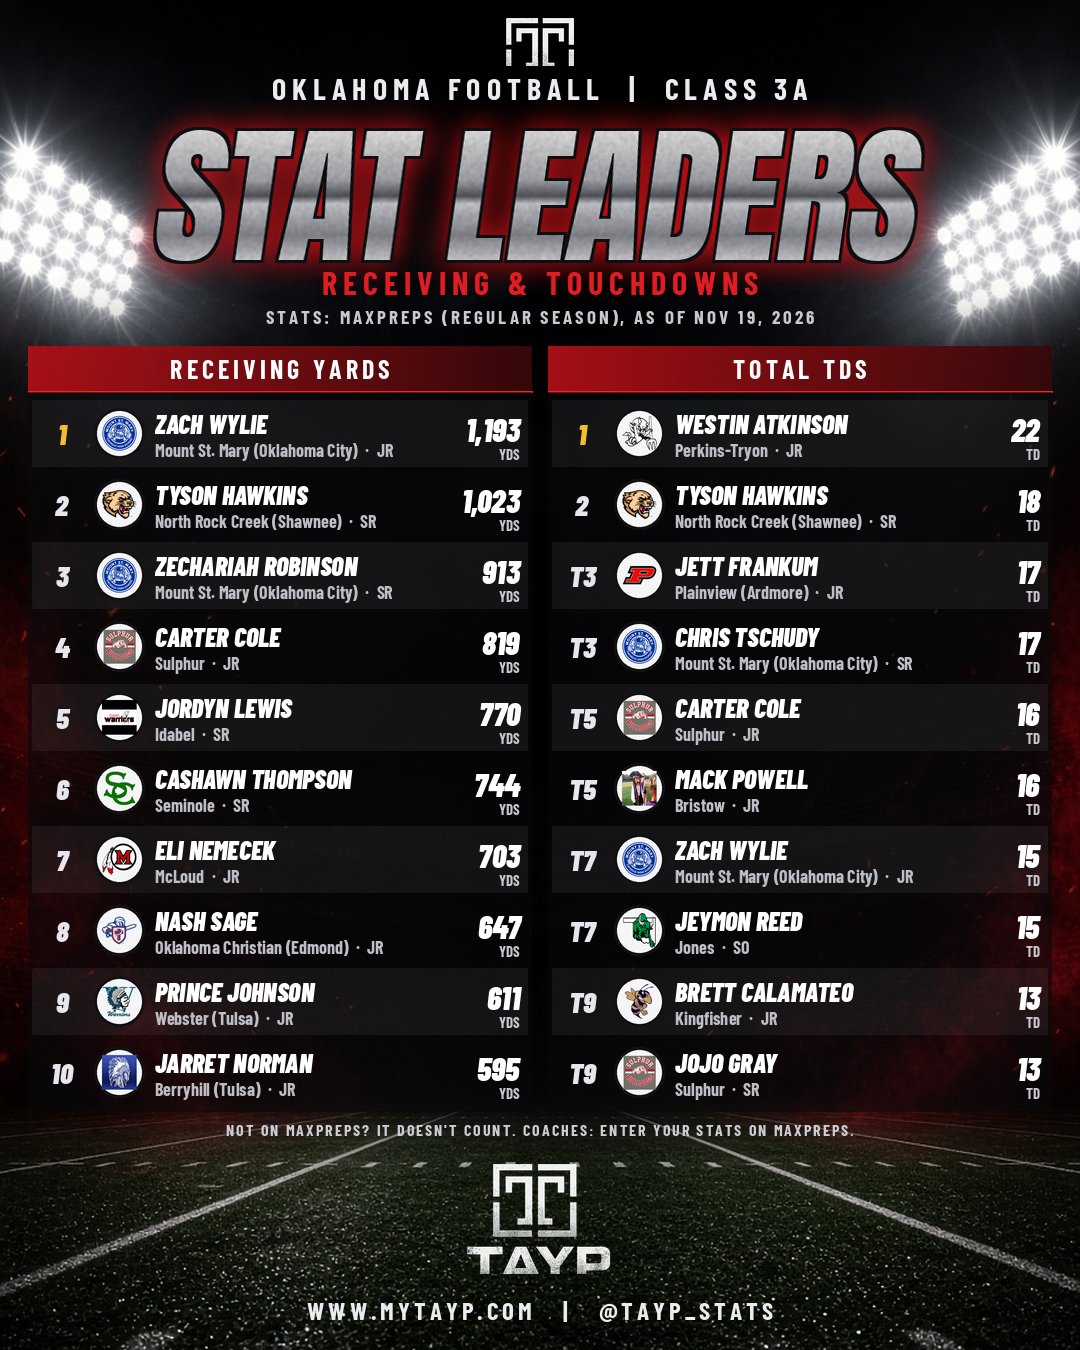 OKLAHOMA FOOTBALL | CLASS 3A
STAT LEADERS
RECEIVING & TOUCHDOWNS
STATS: MAXPREPS (REGULAR SEASON), AS OF NOV 19, 2026
RECEIVING YARDS
1 ZACH WYLIE 1,193
Mount St. Mary (Oklahoma City) · JR YDS
2 TYSON HAWKINS 1,023
North Rock Creek (Shawnee) · SR YDS
3 ZECHARIAH ROBINSON 913
Mount St. Mary (Oklahoma City) · SR YDS
4 CARTER COLE 819
Sulphur · JR YDS
5 JORDYN LEWIS 770
Idabel · SR YDS
6 CASHAWN THOMPSON 744
Seminole · SR YDS
7 ELI NEMECEK 703
McLoud · JR YDS
8 NASH SAGE 647
Oklahoma Christian (Edmond) · JR YDS
9 PRINCE JOHNSON 611
Webster (Tulsa) · JR YDS
10 JARRET NORMAN 595
Berryhill (Tulsa) · JR YDS
TOTAL TDS
1 WESTIN ATKINSON 22
Perkins-Tryon · JR TD
2 TYSON HAWKINS 18
North Rock Creek (Shawnee) · SR TD
T3 JETT FRANKUM 17
Plainview (Ardmore) · JR TD
T3 CHRIS TSCHUDY 17
Mount St. Mary (Oklahoma City) · SR TD
T5 CARTER COLE 16
Sulphur · JR TD
T5 MACK POWELL 16
Bristow · JR TD
T7 ZACH WYLIE 15
Mount St. Mary (Oklahoma City) · JR TD
T7 JEYMON REED 15
Jones · SO TD
T9 BRETT CALAMATEO 13
Kingfisher · JR TD
T9 JOJO GRAY 13
Sulphur · SR TD
NOT ON MAXPREPS? IT DOESN'T COUNT. COACHES: ENTER YOUR STATS ON MAXPREPS.
TAYP
WWW.MYTAYP.COM | @TAYP_STATS